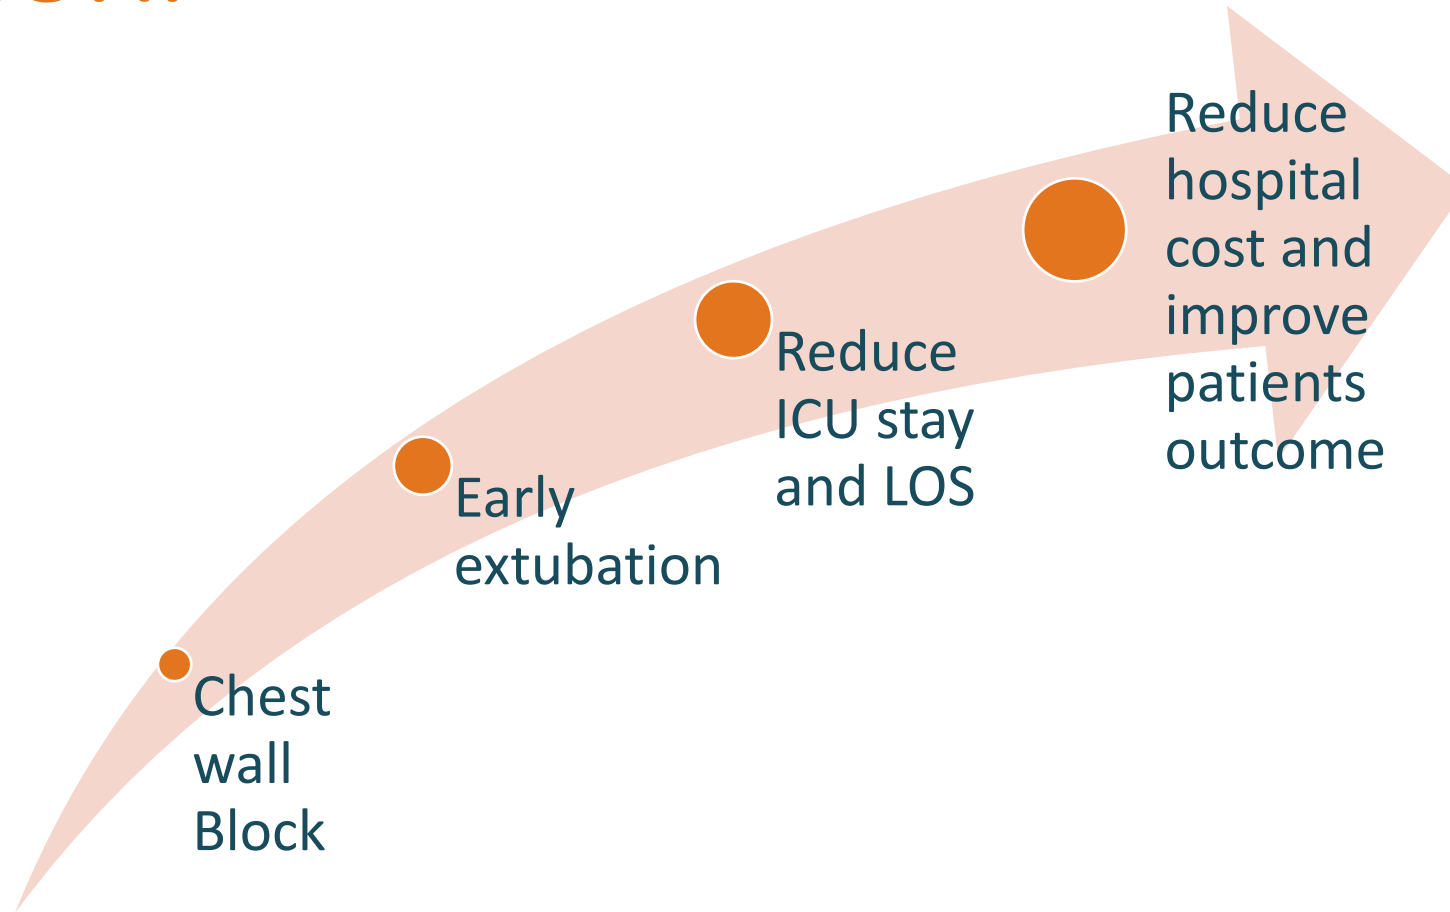 Chest
wall
Block
Early
extubation
Reduce
ICU stay
and LOS
Reduce
hospital
cost and
improve
patients
outcome